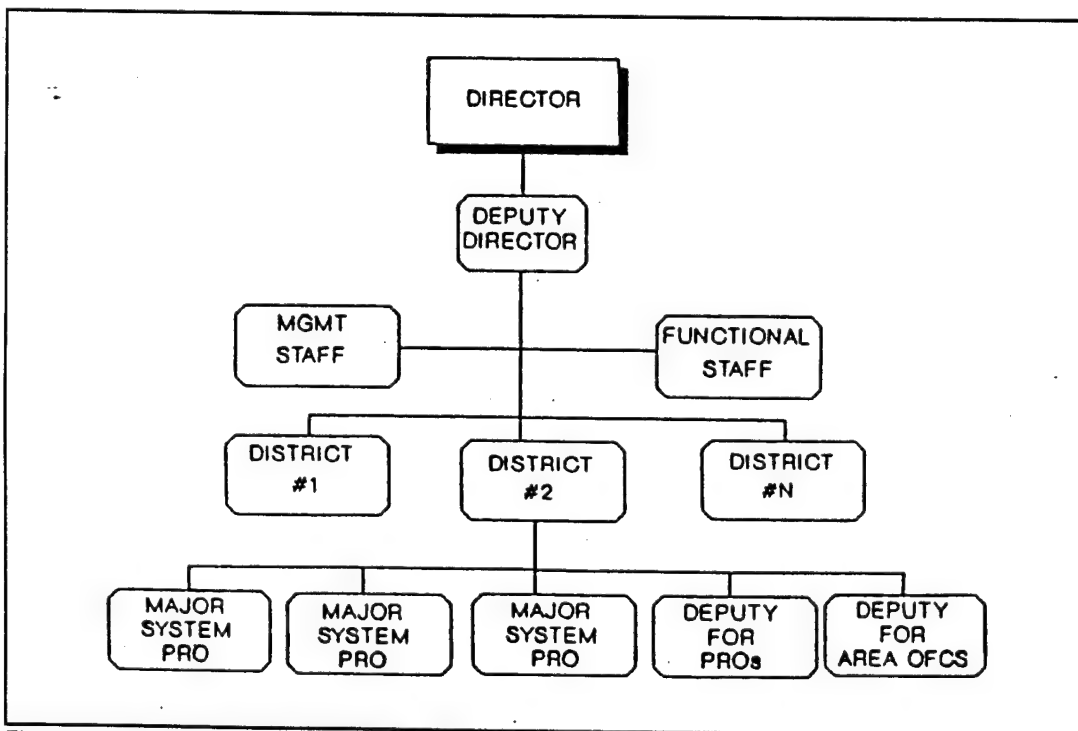 DIRECTOR
DEPUTY
DIRECTOR
MGMT
STAFF
FUNCTIONAL
STAFF
DISTRICT
#1
DISTRICT
#2
DISTRICT
#N
MAJOR
SYSTEM
PRO
MAJOR
SYSTEM
PRO
MAJOR
SYSTEM
PRO
DEPUTY
FOR
PROs
DEPUTY
FOR
AREA OFCS